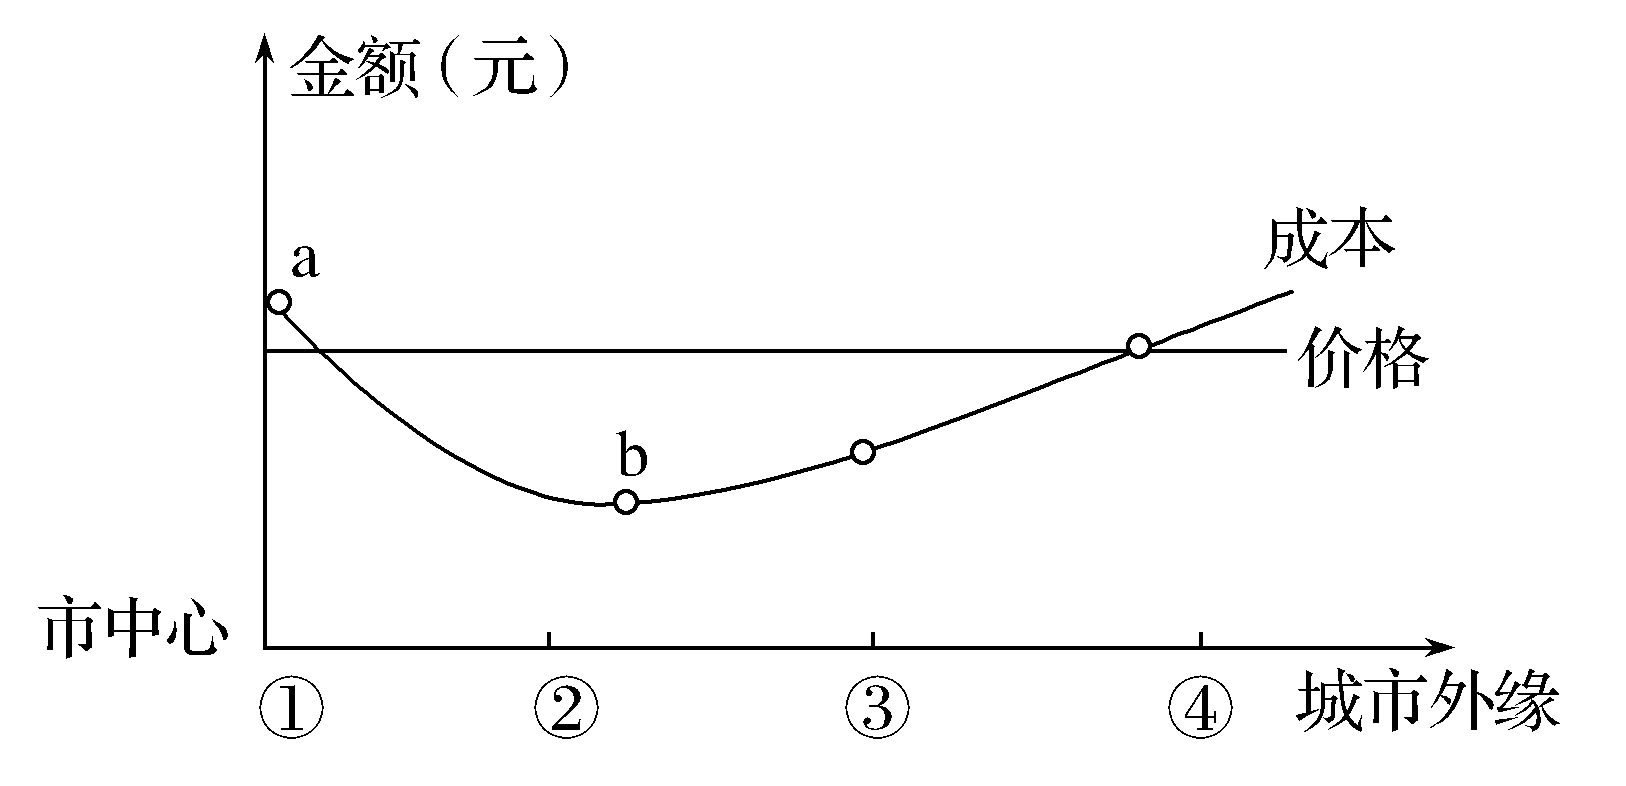 金额(元)
a
成本
价格
b
市中心
① ② ③ ④ 城市外缘